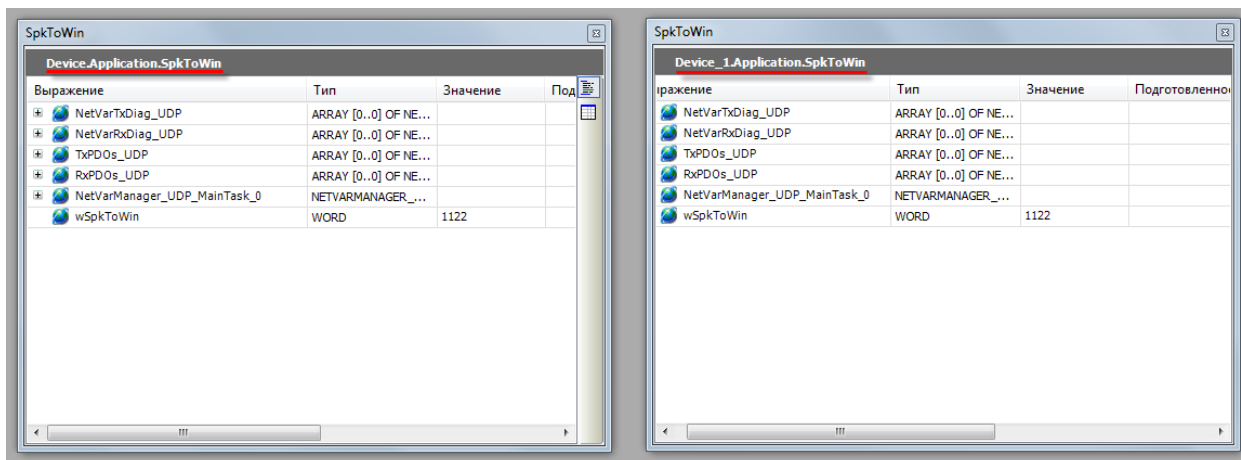 SpkToWin
Device.Application.SpkToWin
Выражение Тип Значение Под
NetVarTxDiag_UDP ARRAY [0..0] OF NE...
NetVarRxDiag_UDP ARRAY [0..0] OF NE...
TxPDOs_UDP ARRAY [0..0] OF NE...
RxPDOs_UDP ARRAY [0..0] OF NE...
NetVarManager_UDP_MainTask_0 NETVARMANAGER_...
wSpkToWin WORD 1122
SpkToWin
Device_1.Application.SpkToWin
ыражение Тип Значение Подготовленно
NetVarTxDiag_UDP ARRAY [0..0] OF NE...
NetVarRxDiag_UDP ARRAY [0..0] OF NE...
TxPDOs_UDP ARRAY [0..0] OF NE...
RxPDOs_UDP ARRAY [0..0] OF NE...
NetVarManager_UDP_MainTask_0 NETVARMANAGER_...
wSpkToWin WORD 1122